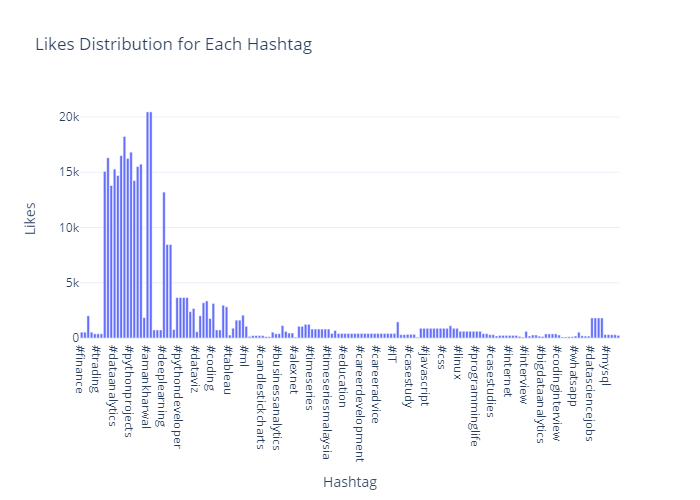 Likes Distribution for Each Hashtag
20k
15k
10k
5k
0
Likes
#finance
#trading
#dataanalytics
#pythonprojects
#amankharwal
#deeplearning
#pythondeveloper
#dataviz
#coding
#tableau
#ml
#candlestickcharts
#businessanalytics
#alexnet
#timeseries
#timeseriesmalaysia
#education
#careerdevelopment
#careeradvice
#IT
#casestudy
#javascript
#css
#linux
#programminglife
#casestudies
#internet
#interview
#bigdataanalytics
#codinginterview
#whatsapp
#datasciencejobs
#mysql
Hashtag